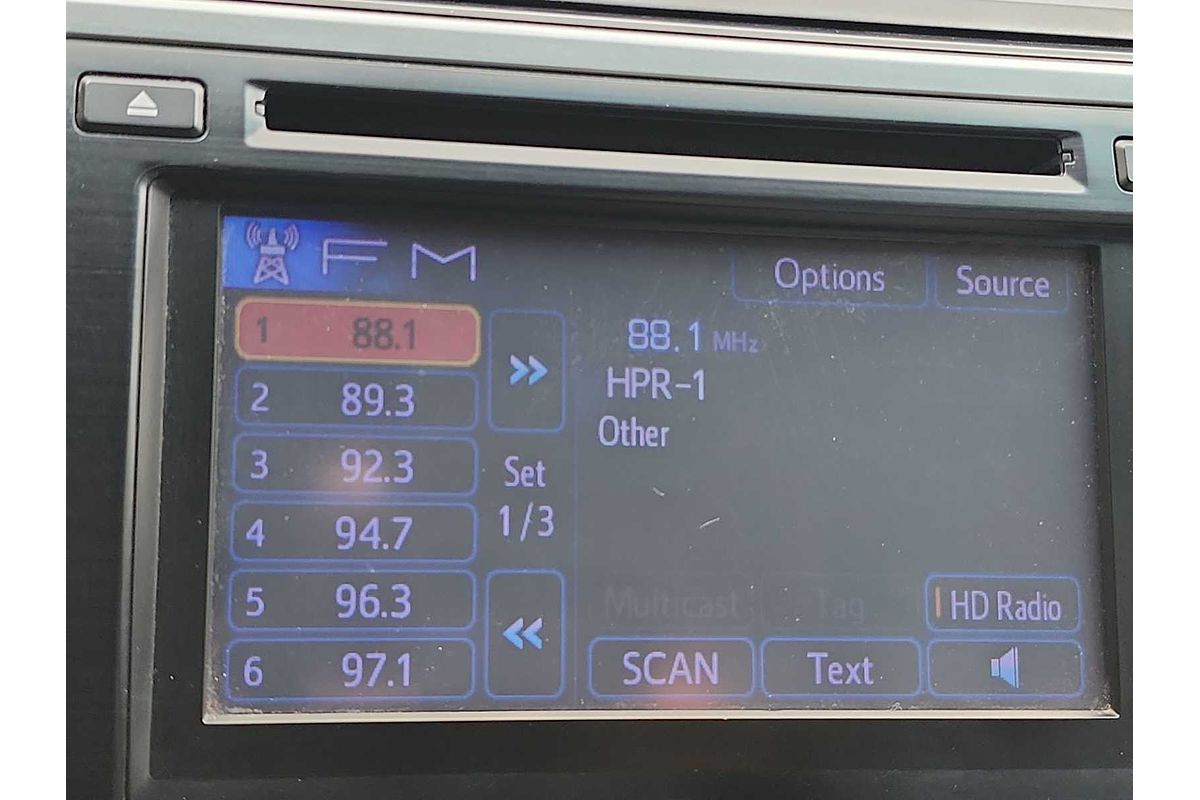 FM
Options
Source
1 88.1
2 89.3
3 92.3
4 94.7
5 96.3
6 97.1
»
Set
1/3
«
88.1 MHz
HPR-1
Other
Multicast
Tag
HD Radio
SCAN
Text